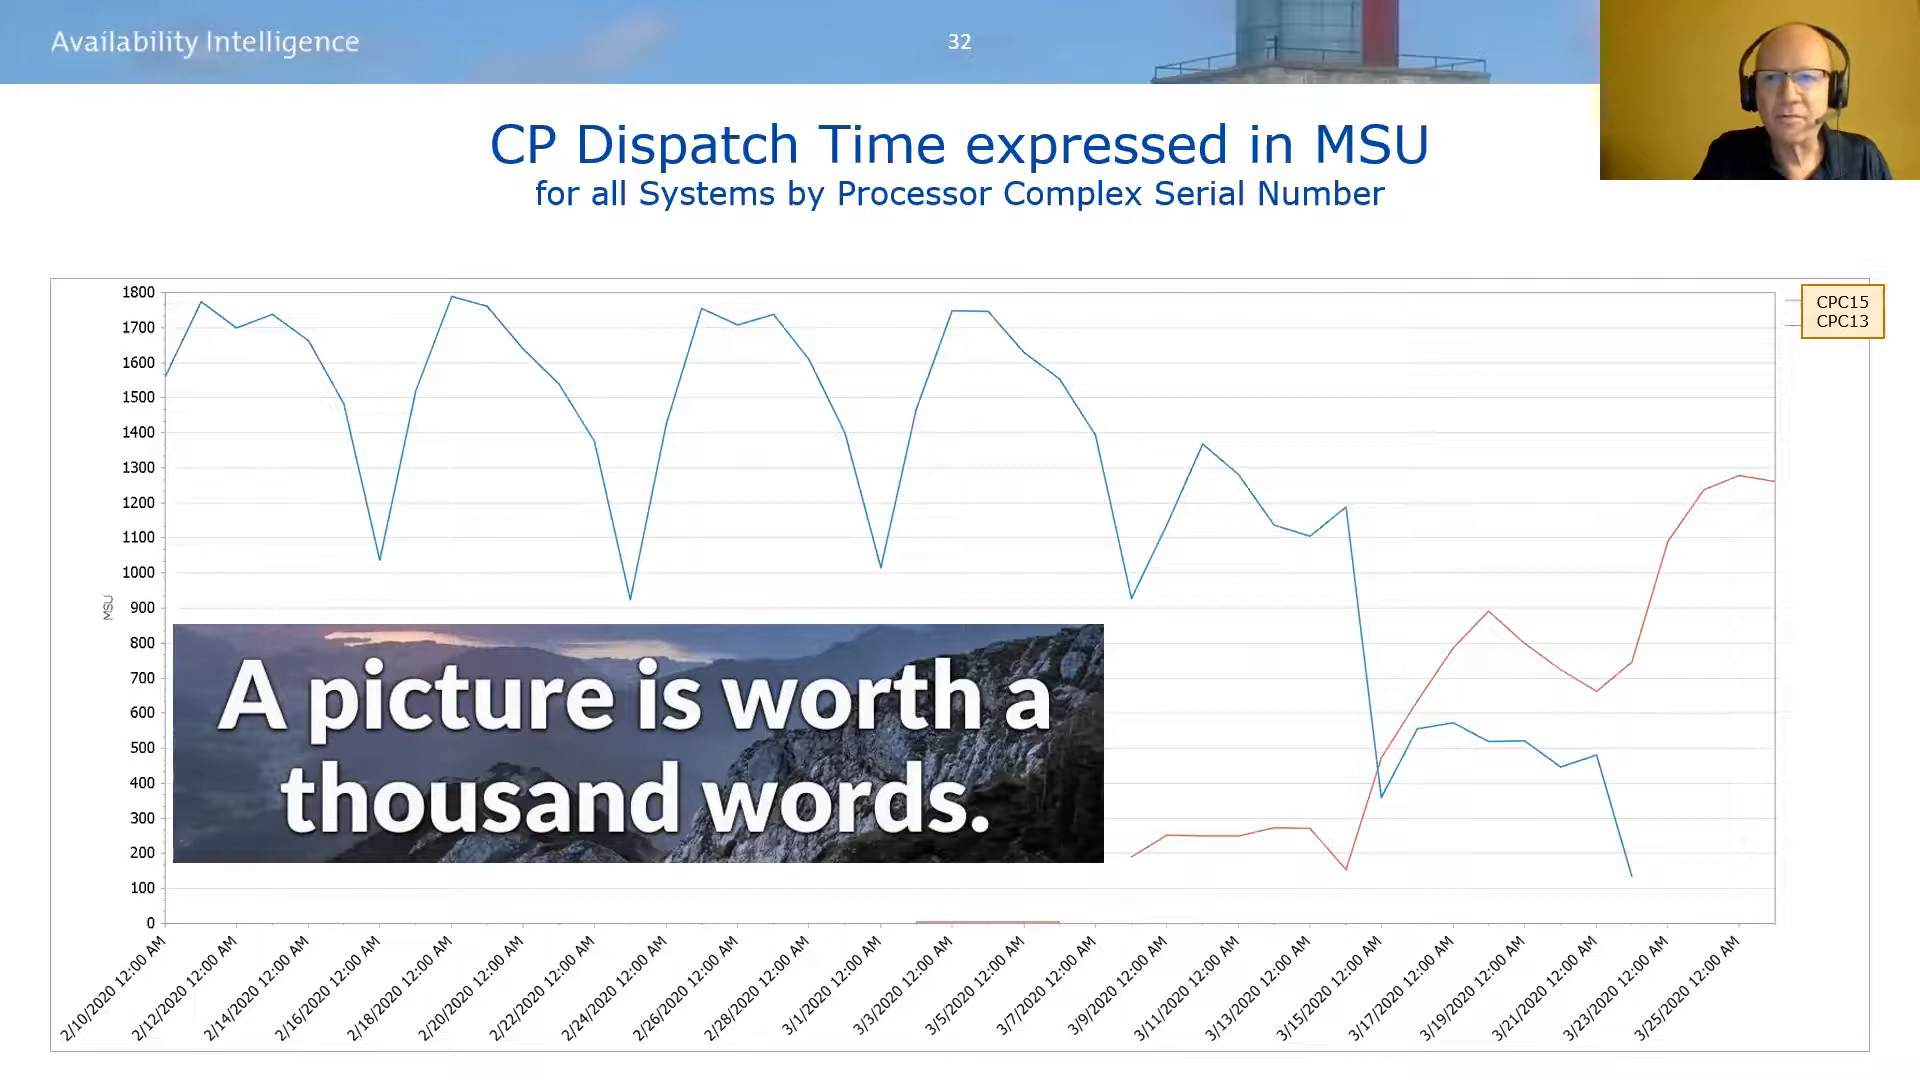 Availability Intelligence
32
CP Dispatch Time expressed in MSU
for all Systems by Processor Complex Serial Number
CPC15
CPC13
1800
1700
1600
1500
1400
1300
1200
1100
1000
900
800
700
600
500
400
300
200
100
0
MSU
A picture is worth a
thousand words.
2/10/2020 12:00 AM
2/12/2020 12:00 AM
2/14/2020 12:00 AM
2/16/2020 12:00 AM
2/18/2020 12:00 AM
2/20/2020 12:00 AM
2/22/2020 12:00 AM
2/24/2020 12:00 AM
2/26/2020 12:00 AM
2/28/2020 12:00 AM
3/1/2020 12:00 AM
3/3/2020 12:00 AM
3/5/2020 12:00 AM
3/7/2020 12:00 AM
3/9/2020 12:00 AM
3/11/2020 12:00 AM
3/13/2020 12:00 AM
3/15/2020 12:00 AM
3/17/2020 12:00 AM
3/19/2020 12:00 AM
3/21/2020 12:00 AM
3/23/2020 12:00 AM
3/25/2020 12:00 AM